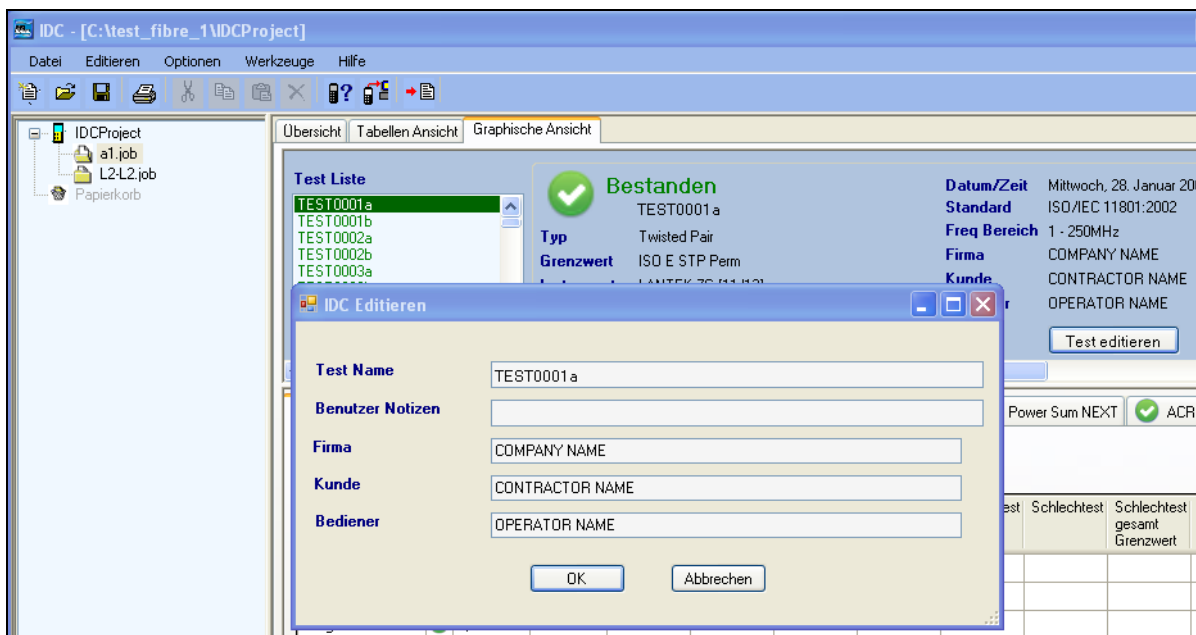 IDC - [C:\test_fibre_1\IDCProject]
Datei Editieren Optionen Werkzeuge Hilfe
IDCProject
a1.job
L2-L2.job
Papierkorb
Übersicht Tabellen Ansicht Graphische Ansicht
Test Liste
TEST0001a
TEST0001b
TEST0002a
TEST0002b
TEST0003a
Bestanden
TEST0001a
Typ Twisted Pair
Grenzwert ISO E STP Perm
Datum/Zeit Mittwoch, 28. Januar 20
Standard ISO/IEC 11801:2002
Freq Bereich 1 - 250MHz
Firma COMPANY NAME
Kunde CONTRACTOR NAME
r OPERATOR NAME
Test editieren
IDC Editieren
Test Name TEST0001a
Benutzer Notizen
Firma COMPANY NAME
Kunde CONTRACTOR NAME
Bediener OPERATOR NAME
OK Abbrechen
Power Sum NEXT ACR
est Schlechtest Schlechtest
gesamt
Grenzwert